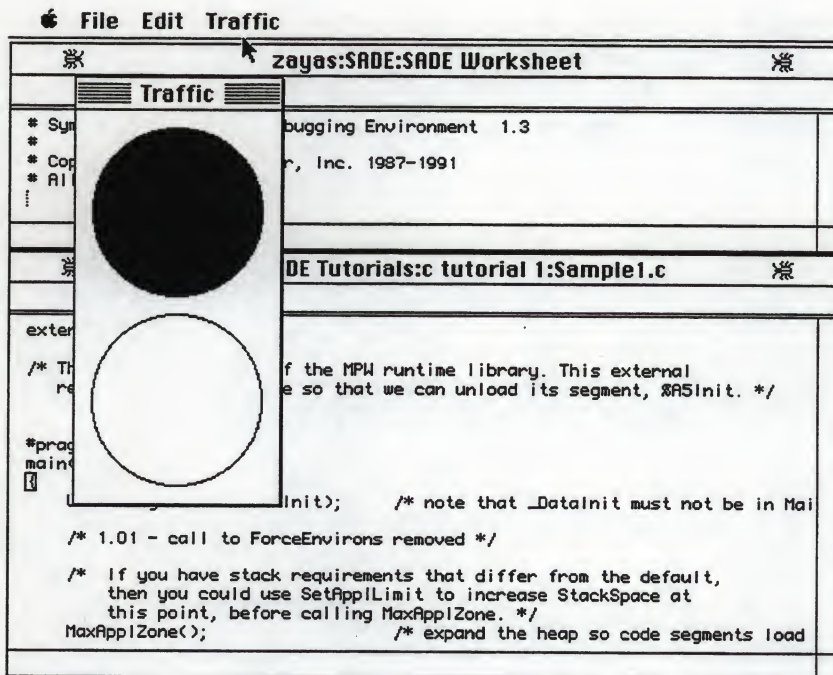 File Edit Traffic
zayas:SADE:SADE Worksheet
Traffic
# Sym bugging Environment 1.3
#
# Cop r, Inc. 1987-1991
# All
DE Tutorials:c tutorial 1:Sample1.c
exter
/* Th f the MPW runtime library. This external
re e so that we can unload its segment, %A5Init. */
#prag
main(
{
U Init); /* note that _DataInit must not be in Mai
/* 1.01 - call to ForceEnvirons removed */
/* If you have stack requirements that differ from the default,
then you could use SetApplLimit to increase StackSpace at
this point, before calling MaxApplZone. */
MaxApplZone(); /* expand the heap so code segments load